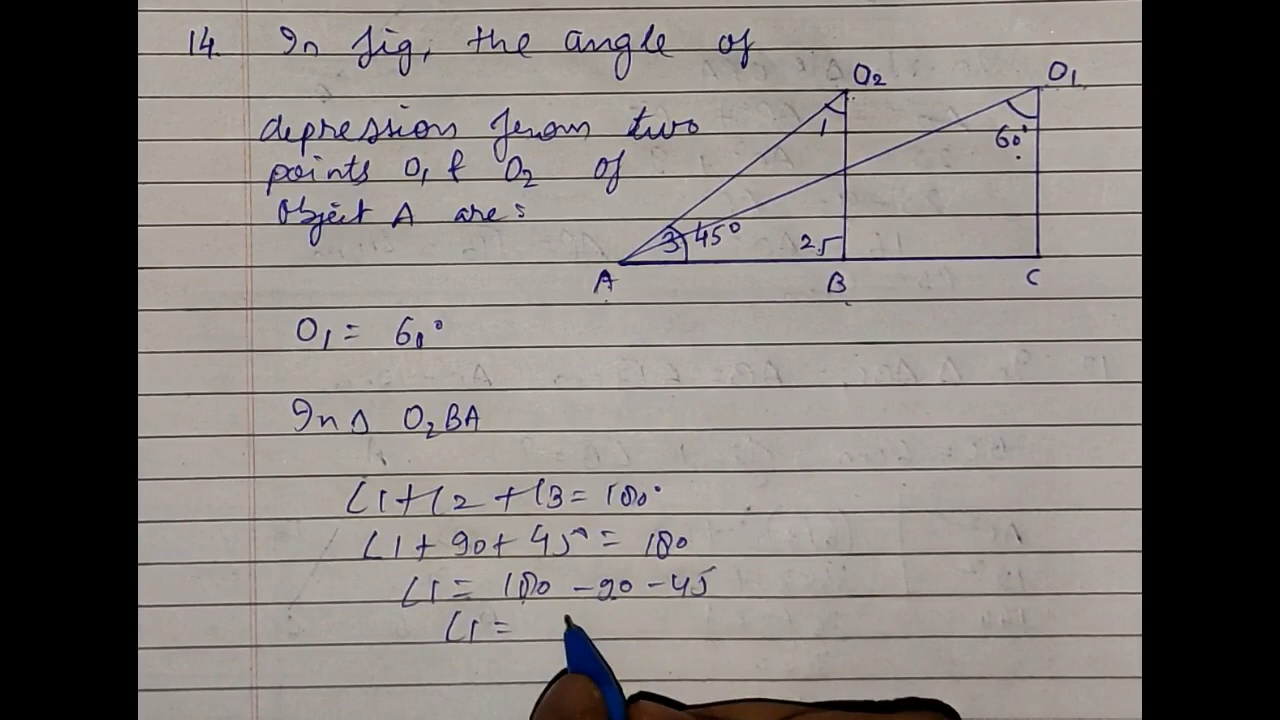 14. In fig, the angle of
depression from two
points O1 & O2 of
Object A are:
O2
O1
1
60°
3
45°
2
A
B
C
O1 = 60°
In Δ O2BA
∠1+∠2+∠3=180°
∠1+90+45°=180
∠1=180-90-45
∠1=